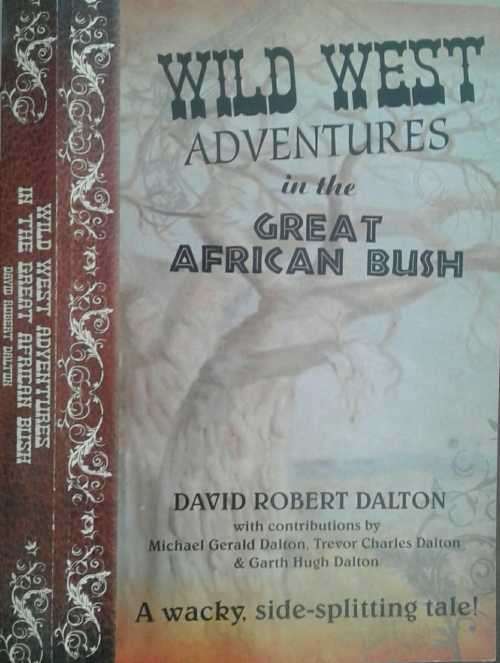 WILD WEST
ADVENTURES
in the
GREAT
AFRICAN BUSH
DAVID ROBERT DALTON
with contributions by
Michael Gerald Dalton, Trevor Charles Dalton
& Garth Hugh Dalton
A wacky, side-splitting tale!
WILD WEST ADVENTURES
IN THE GREAT AFRICAN BUSH
DAVID ROBERT DALTON